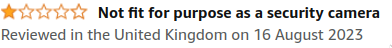 Not fit for purpose as a security camera
Reviewed in the United Kingdom on 16 August 2023